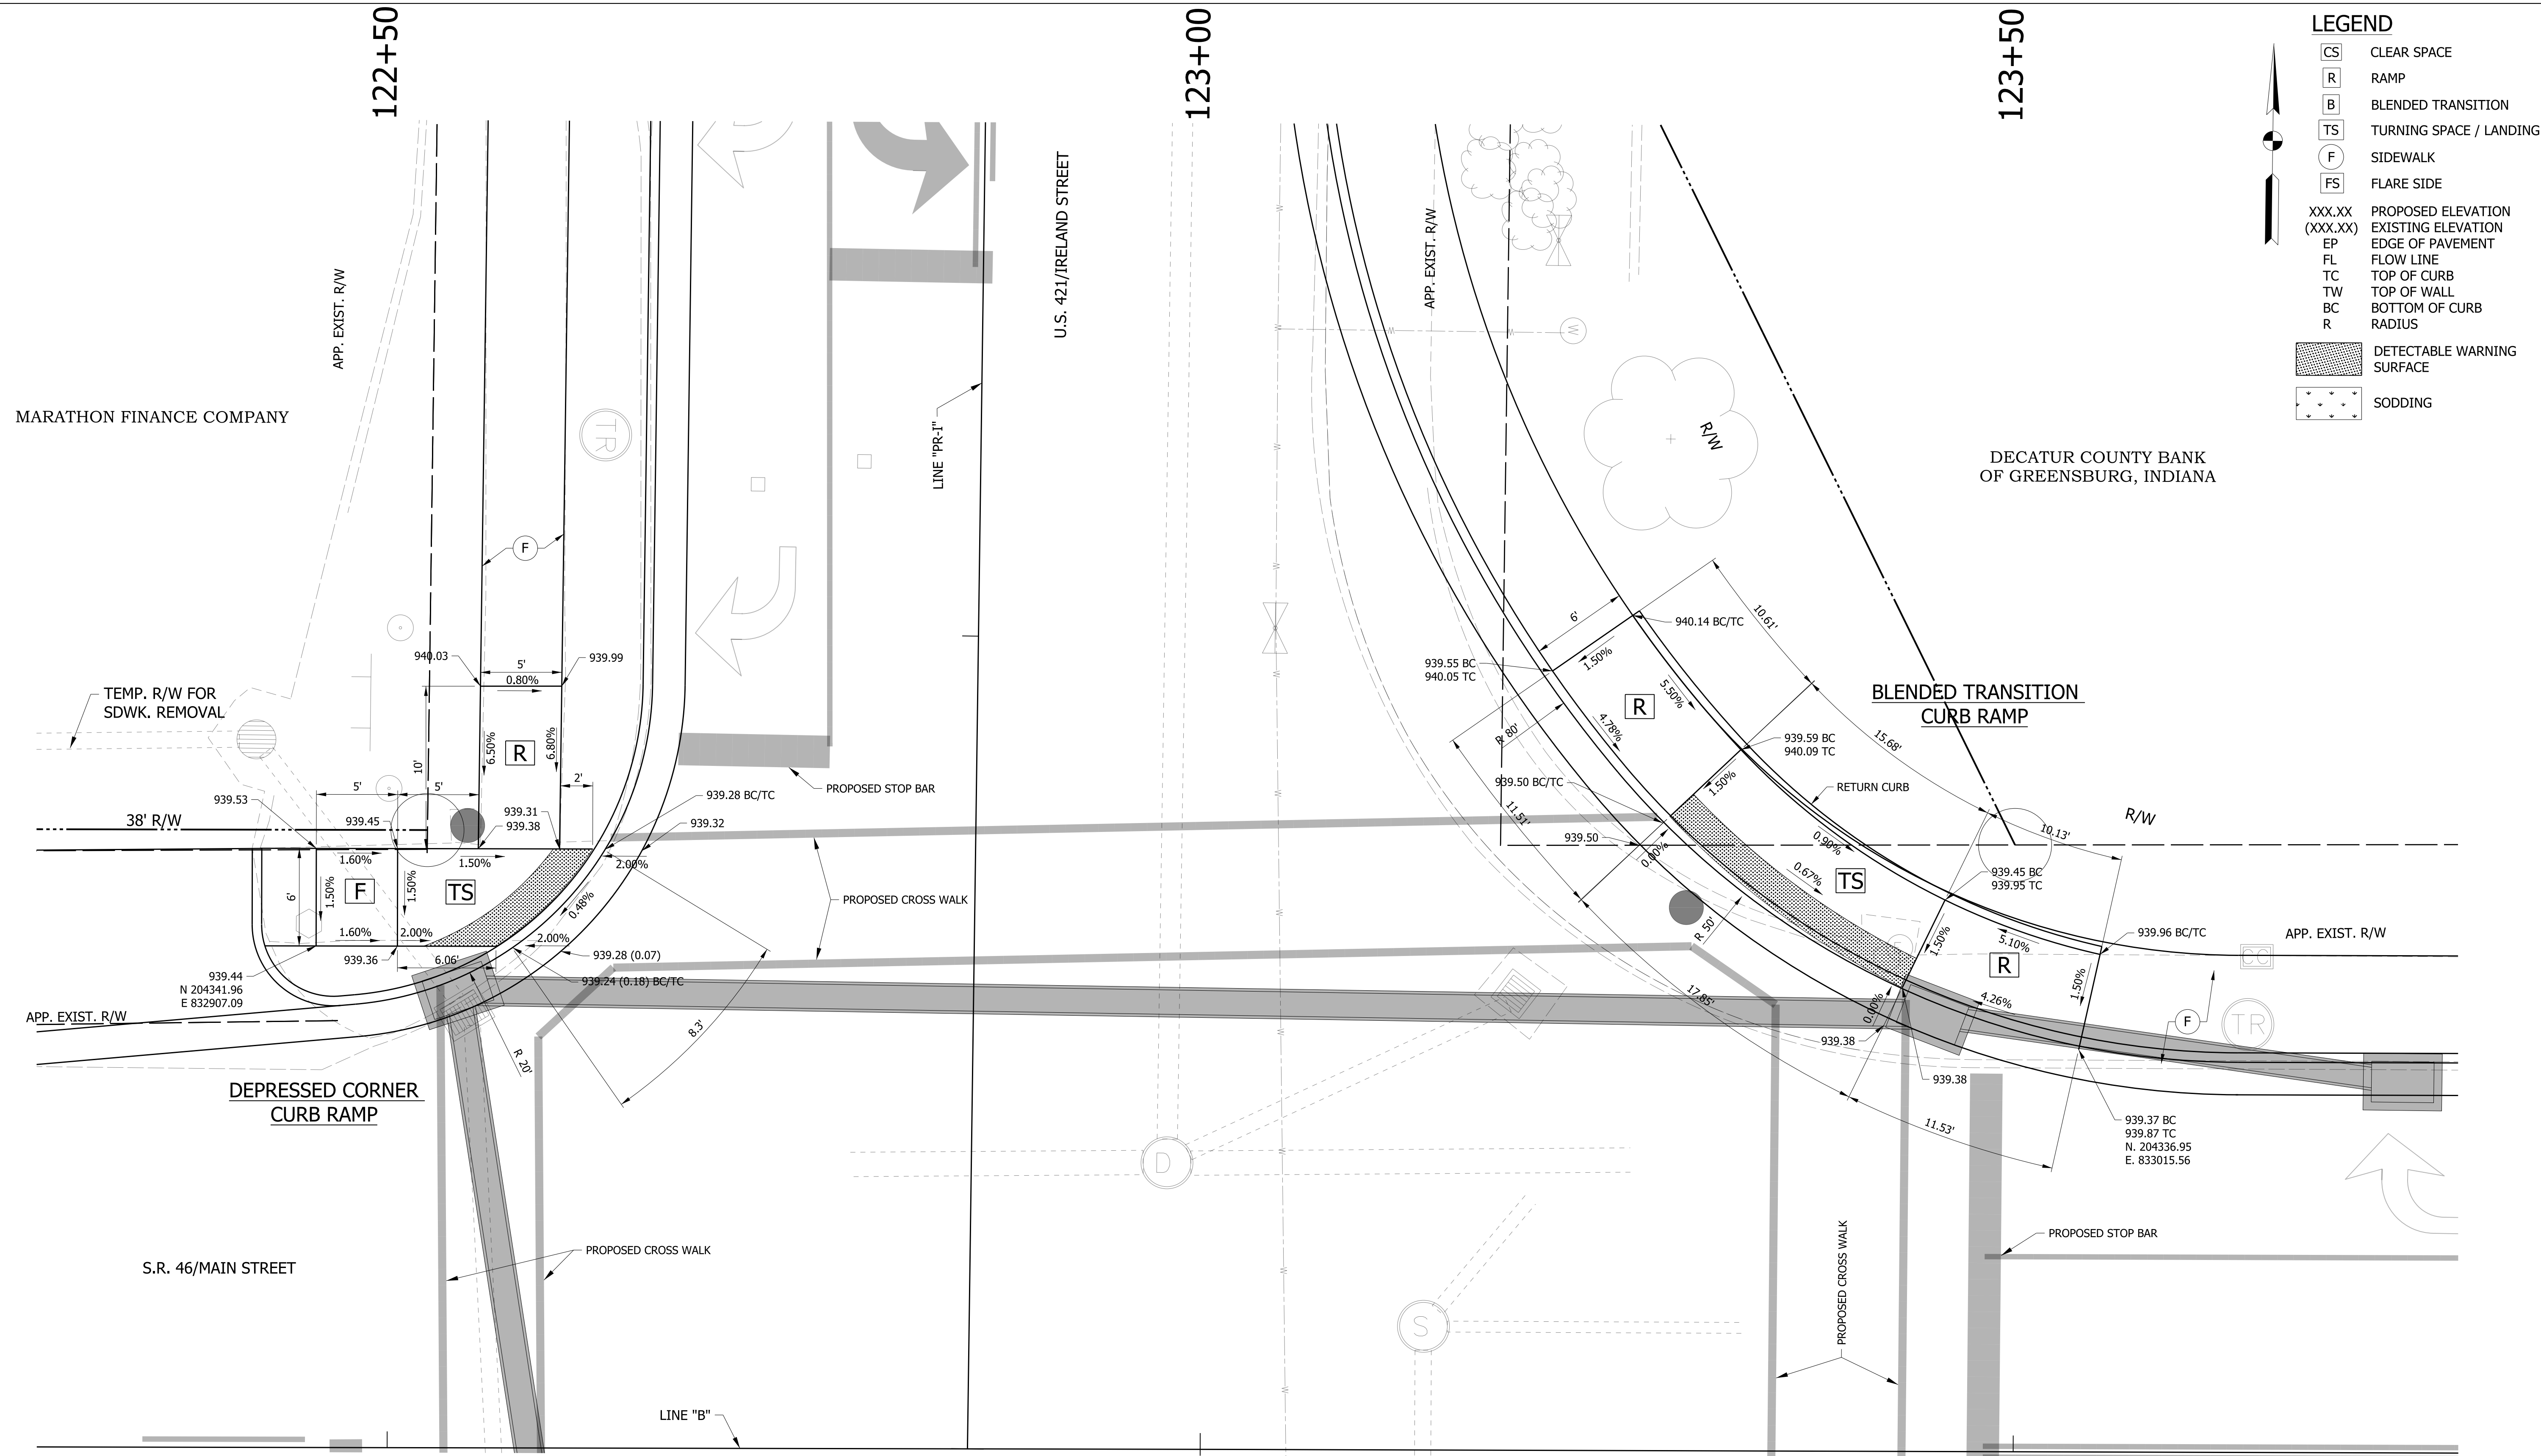 122+50
123+00
123+50
LEGEND
CS CLEAR SPACE
R RAMP
B BLENDED TRANSITION
TS TURNING SPACE / LANDING
F SIDEWALK
FS FLARE SIDE
XXX.XX PROPOSED ELEVATION
(XXX.XX) EXISTING ELEVATION
EP EDGE OF PAVEMENT
FL FLOW LINE
TC TOP OF CURB
TW TOP OF WALL
BC BOTTOM OF CURB
R RADIUS
DETECTABLE WARNING
SURFACE
SODDING
MARATHON FINANCE COMPANY
APP. EXIST. R/W
U.S. 421/IRELAND STREET
LINE "PR-I"
APP. EXIST. R/W
R/W
DECATUR COUNTY BANK
OF GREENSBURG, INDIANA
TR
F
W
TEMP. R/W FOR
SDWK. REMOVAL
38' R/W
940.03
5'
939.99
0.80%
6.50%
R
6.80%
10'
2'
5'
5'
939.53
939.45
939.31
939.38
939.28 BC/TC
939.32
PROPOSED STOP BAR
PROPOSED CROSS WALK
1.60%
1.50%
2.00%
6'
1.50%
F
1.50%
TS
0.48%
1.60%
2.00%
2.00%
939.44
N 204341.96
E 832907.09
939.36
6.06'
939.28 (0.07)
939.24 (0.18) BC/TC
8.3'
R 20'
APP. EXIST. R/W
DEPRESSED CORNER
CURB RAMP
S.R. 46/MAIN STREET
PROPOSED CROSS WALK
LINE "B"
6'
10.61'
940.14 BC/TC
1.50%
939.55 BC
940.05 TC
R
5.50%
4.78%
R 80'
BLENDED TRANSITION
CURB RAMP
939.59 BC
940.09 TC
15.68'
1.50%
939.50 BC/TC
RETURN CURB
11.51'
939.50
0.00%
0.90%
0.67%
TS
10.13'
R/W
939.45 BC
939.95 TC
R 50'
1.50%
5.10%
939.96 BC/TC
APP. EXIST. R/W
R
CC
1.50%
4.26%
17.85'
0.00%
F
TR
939.38
939.38
11.53'
939.37 BC
939.87 TC
N. 204336.95
E. 833015.56
D
S
PROPOSED CROSS WALK
PROPOSED STOP BAR